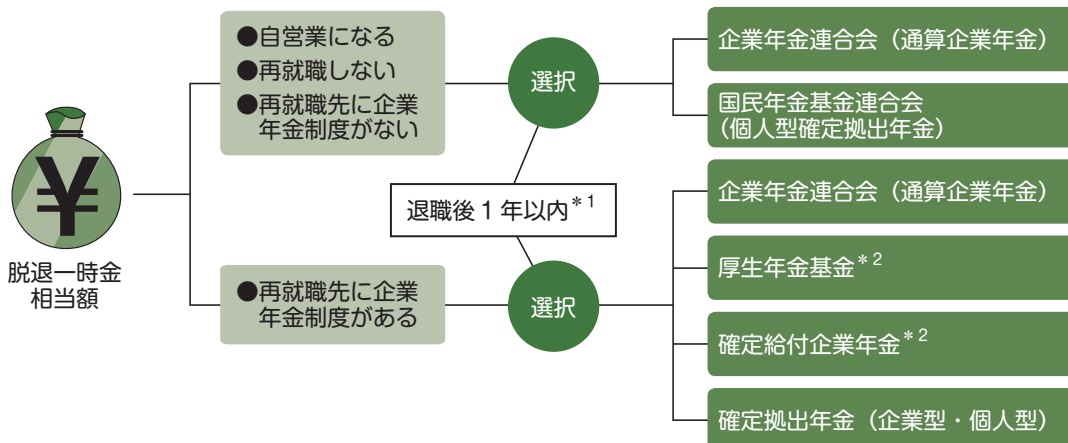 ¥
脱退一時金
相当額
●自営業になる
●再就職しない
●再就職先に企業
年金制度がない
選択
企業年金連合会（通算企業年金）
国民年金基金連合会
(個人型確定拠出年金）
退職後１年以内＊1
●再就職先に企業
年金制度がある
選択
企業年金連合会（通算企業年金）
厚生年金基金＊2
確定給付企業年金＊2
確定拠出年金（企業型・個人型）